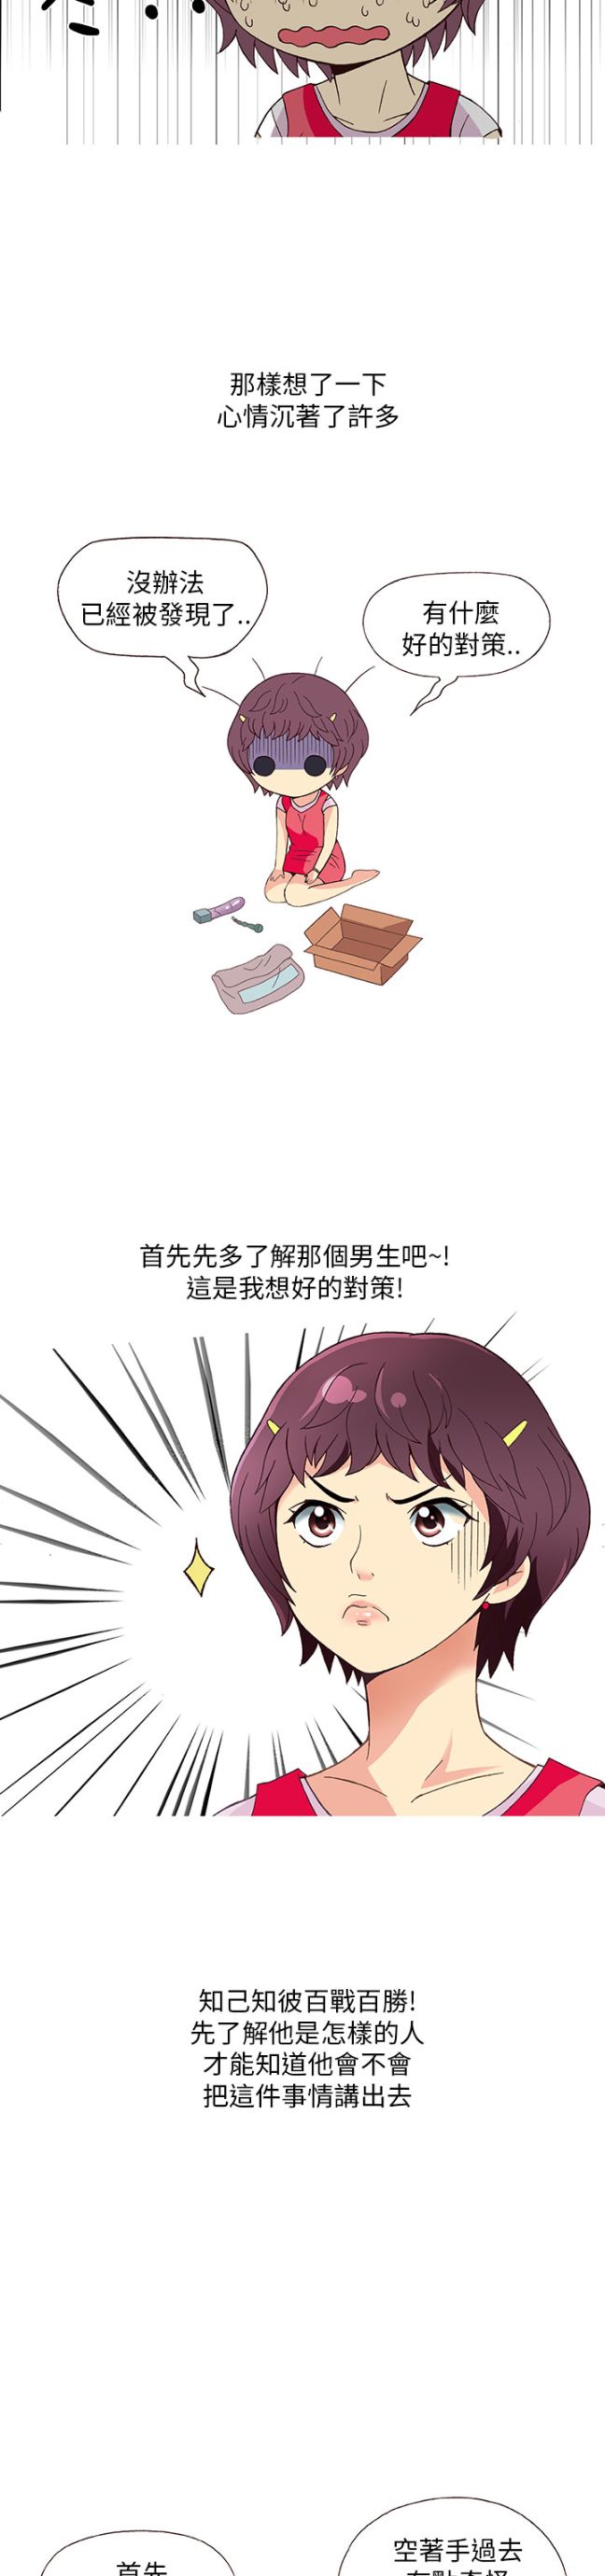 那樣想了一下
心情沉著了許多
沒辦法
已經被發現了..
有什麼
好的對策..
首先先多了解那個男生吧~!
這是我想好的對策!
知己知彼百戰百勝!
先了解他是怎樣的人
才能知道他會不會
把這件事情講出去
空著手過去
首先